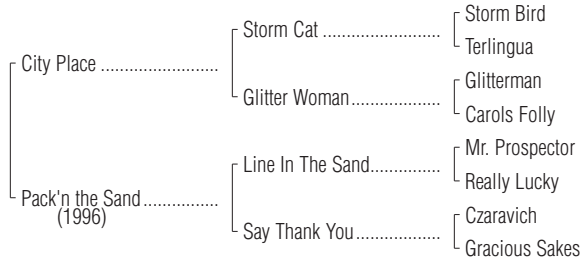 Storm Bird
Storm Cat ........................
Terlingua
City Place ........................
Glitterman
Glitter Woman..................
Carols Folly
Mr. Prospector
Line In The Sand..............
Really Lucky
Pack'n the Sand...............
(1996)
Czaravich
Say Thank You.................
Gracious Sakes